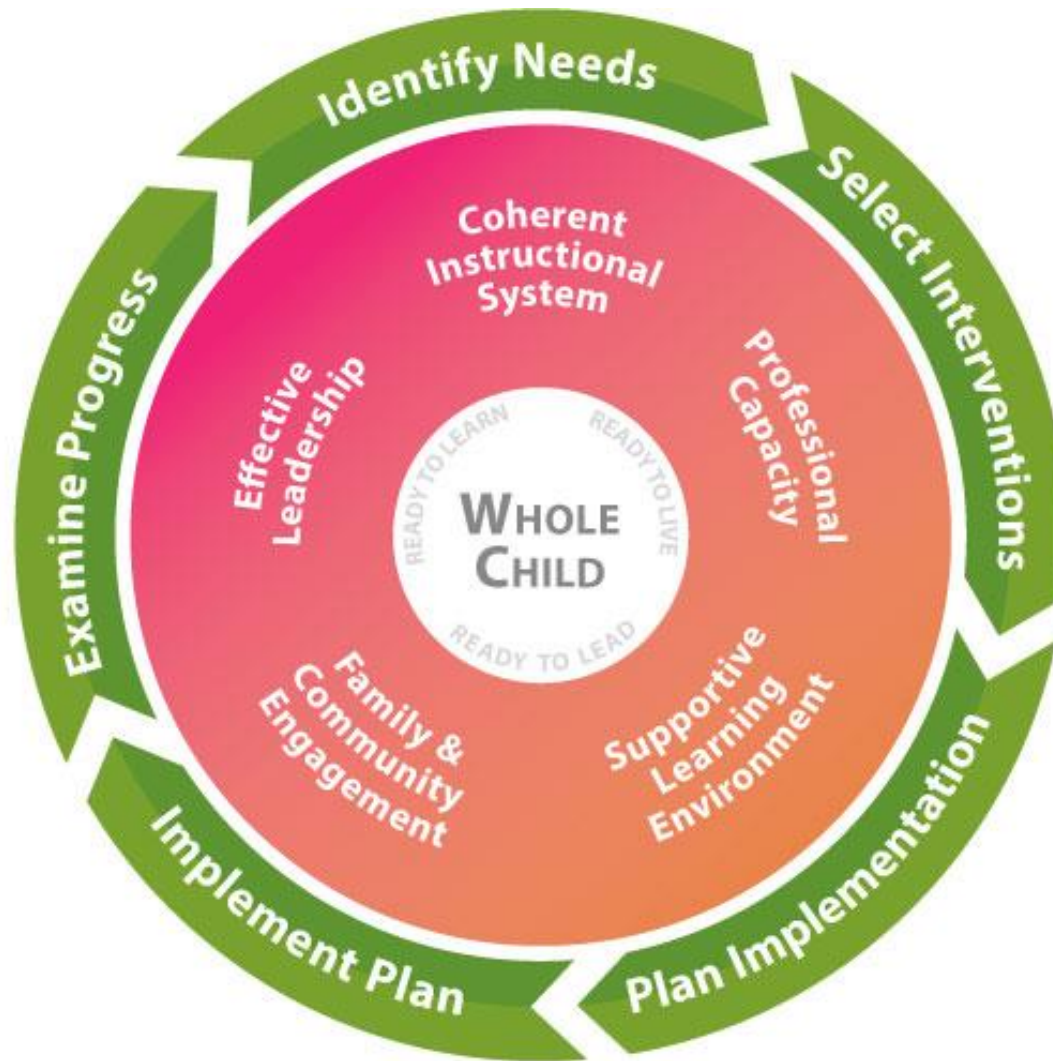 Identify Needs
Select Interventions
Plan Implementation
Implement Plan
Examine Progress
Coherent
Instructional
System
Professional
Capacity
Supportive
Learning
Environment
Family &
Community
Engagement
Effective
Leadership
READY TO LEARN
READY TO LIVE
READY TO LEAD
WHOLE
CHILD